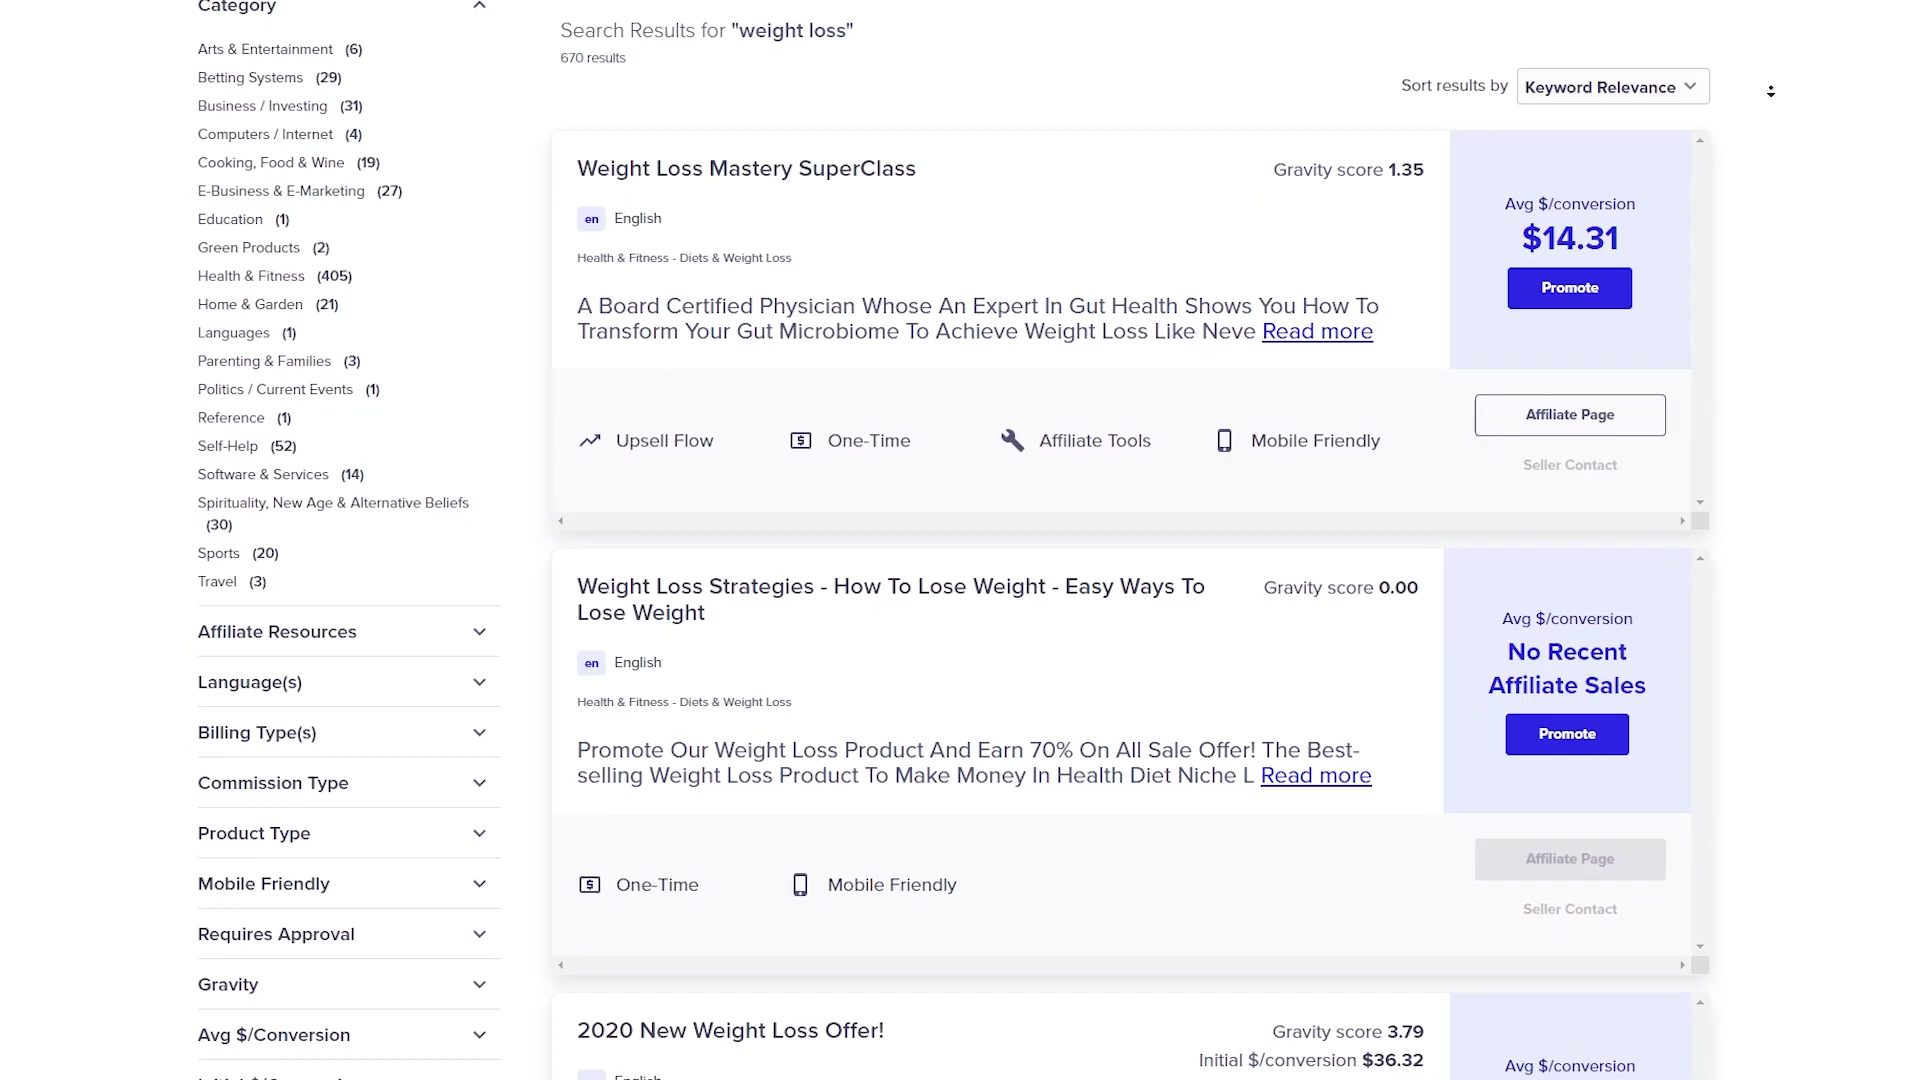 Category
Arts & Entertainment (6)
Betting Systems (29)
Business / Investing (31)
Computers / Internet (4)
Cooking, Food & Wine (19)
E-Business & E-Marketing (27)
Education (1)
Green Products (2)
Health & Fitness (405)
Home & Garden (21)
Languages (1)
Parenting & Families (3)
Politics / Current Events (1)
Reference (1)
Self-Help (52)
Software & Services (14)
Spirituality, New Age & Alternative Beliefs
(30)
Sports (20)
Travel (3)
Affiliate Resources
Language(s)
Billing Type(s)
Commission Type
Product Type
Mobile Friendly
Requires Approval
Gravity
Avg $/Conversion
Search Results for "weight loss"
670 results
Sort results by Keyword Relevance
Weight Loss Mastery SuperClass
Gravity score 1.35
en English
Health & Fitness - Diets & Weight Loss
A Board Certified Physician Whose An Expert In Gut Health Shows You How To
Transform Your Gut Microbiome To Achieve Weight Loss Like Neve Read more
Avg $/conversion
$14.31
Promote
Upsell Flow
One-Time
Affiliate Tools
Mobile Friendly
Affiliate Page
Seller Contact
Weight Loss Strategies - How To Lose Weight - Easy Ways To
Lose Weight
Gravity score 0.00
en English
Health & Fitness - Diets & Weight Loss
Promote Our Weight Loss Product And Earn 70% On All Sale Offer! The Best-
selling Weight Loss Product To Make Money In Health Diet Niche L Read more
Avg $/conversion
No Recent
Affiliate Sales
Promote
One-Time
Mobile Friendly
Affiliate Page
Seller Contact
2020 New Weight Loss Offer!
Gravity score 3.79
Initial $/conversion $36.32
English
Avg $/conversion